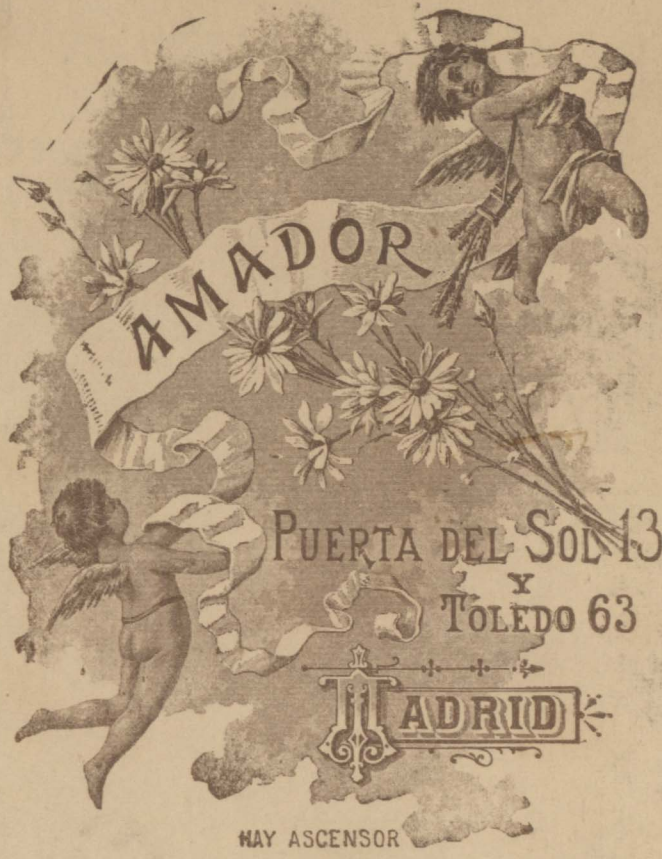 AMADOR
PUERTA DEL SOL 13
Y
TOLEDO 63
MADRID
HAY ASCENSOR